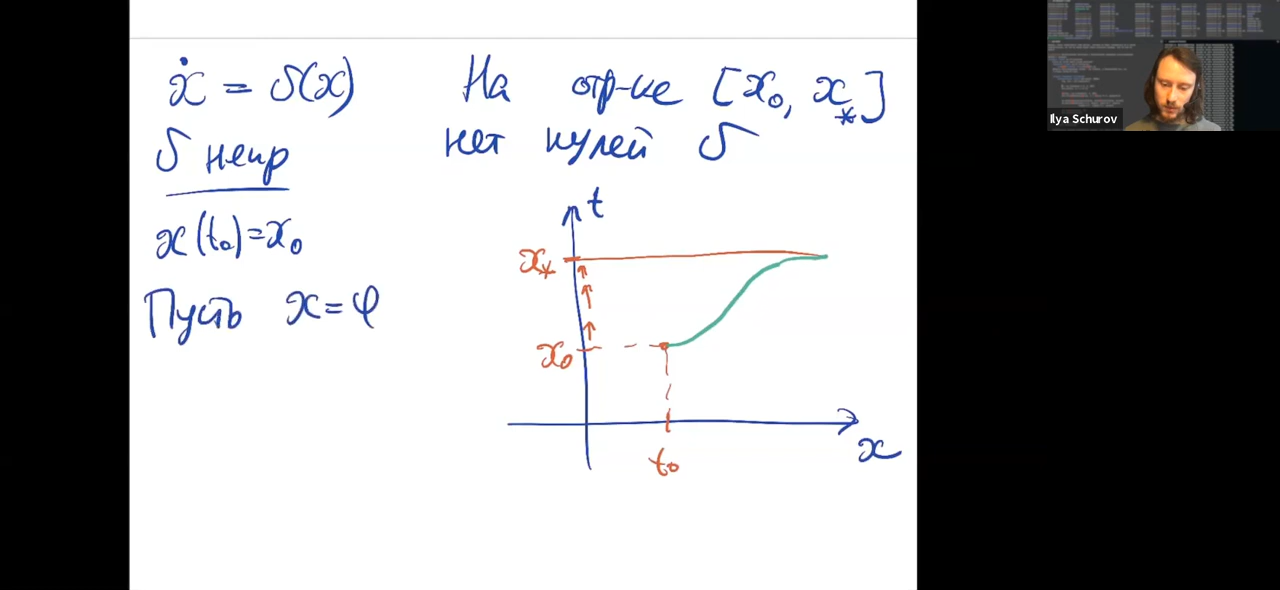 ẋ = f(x)
f непр
x(t₀)=x₀
Пусть x=φ
На отр-ке [x₀, x*]
нет нулей f
t
x*
x₀
t₀
x
Ilya Schurov